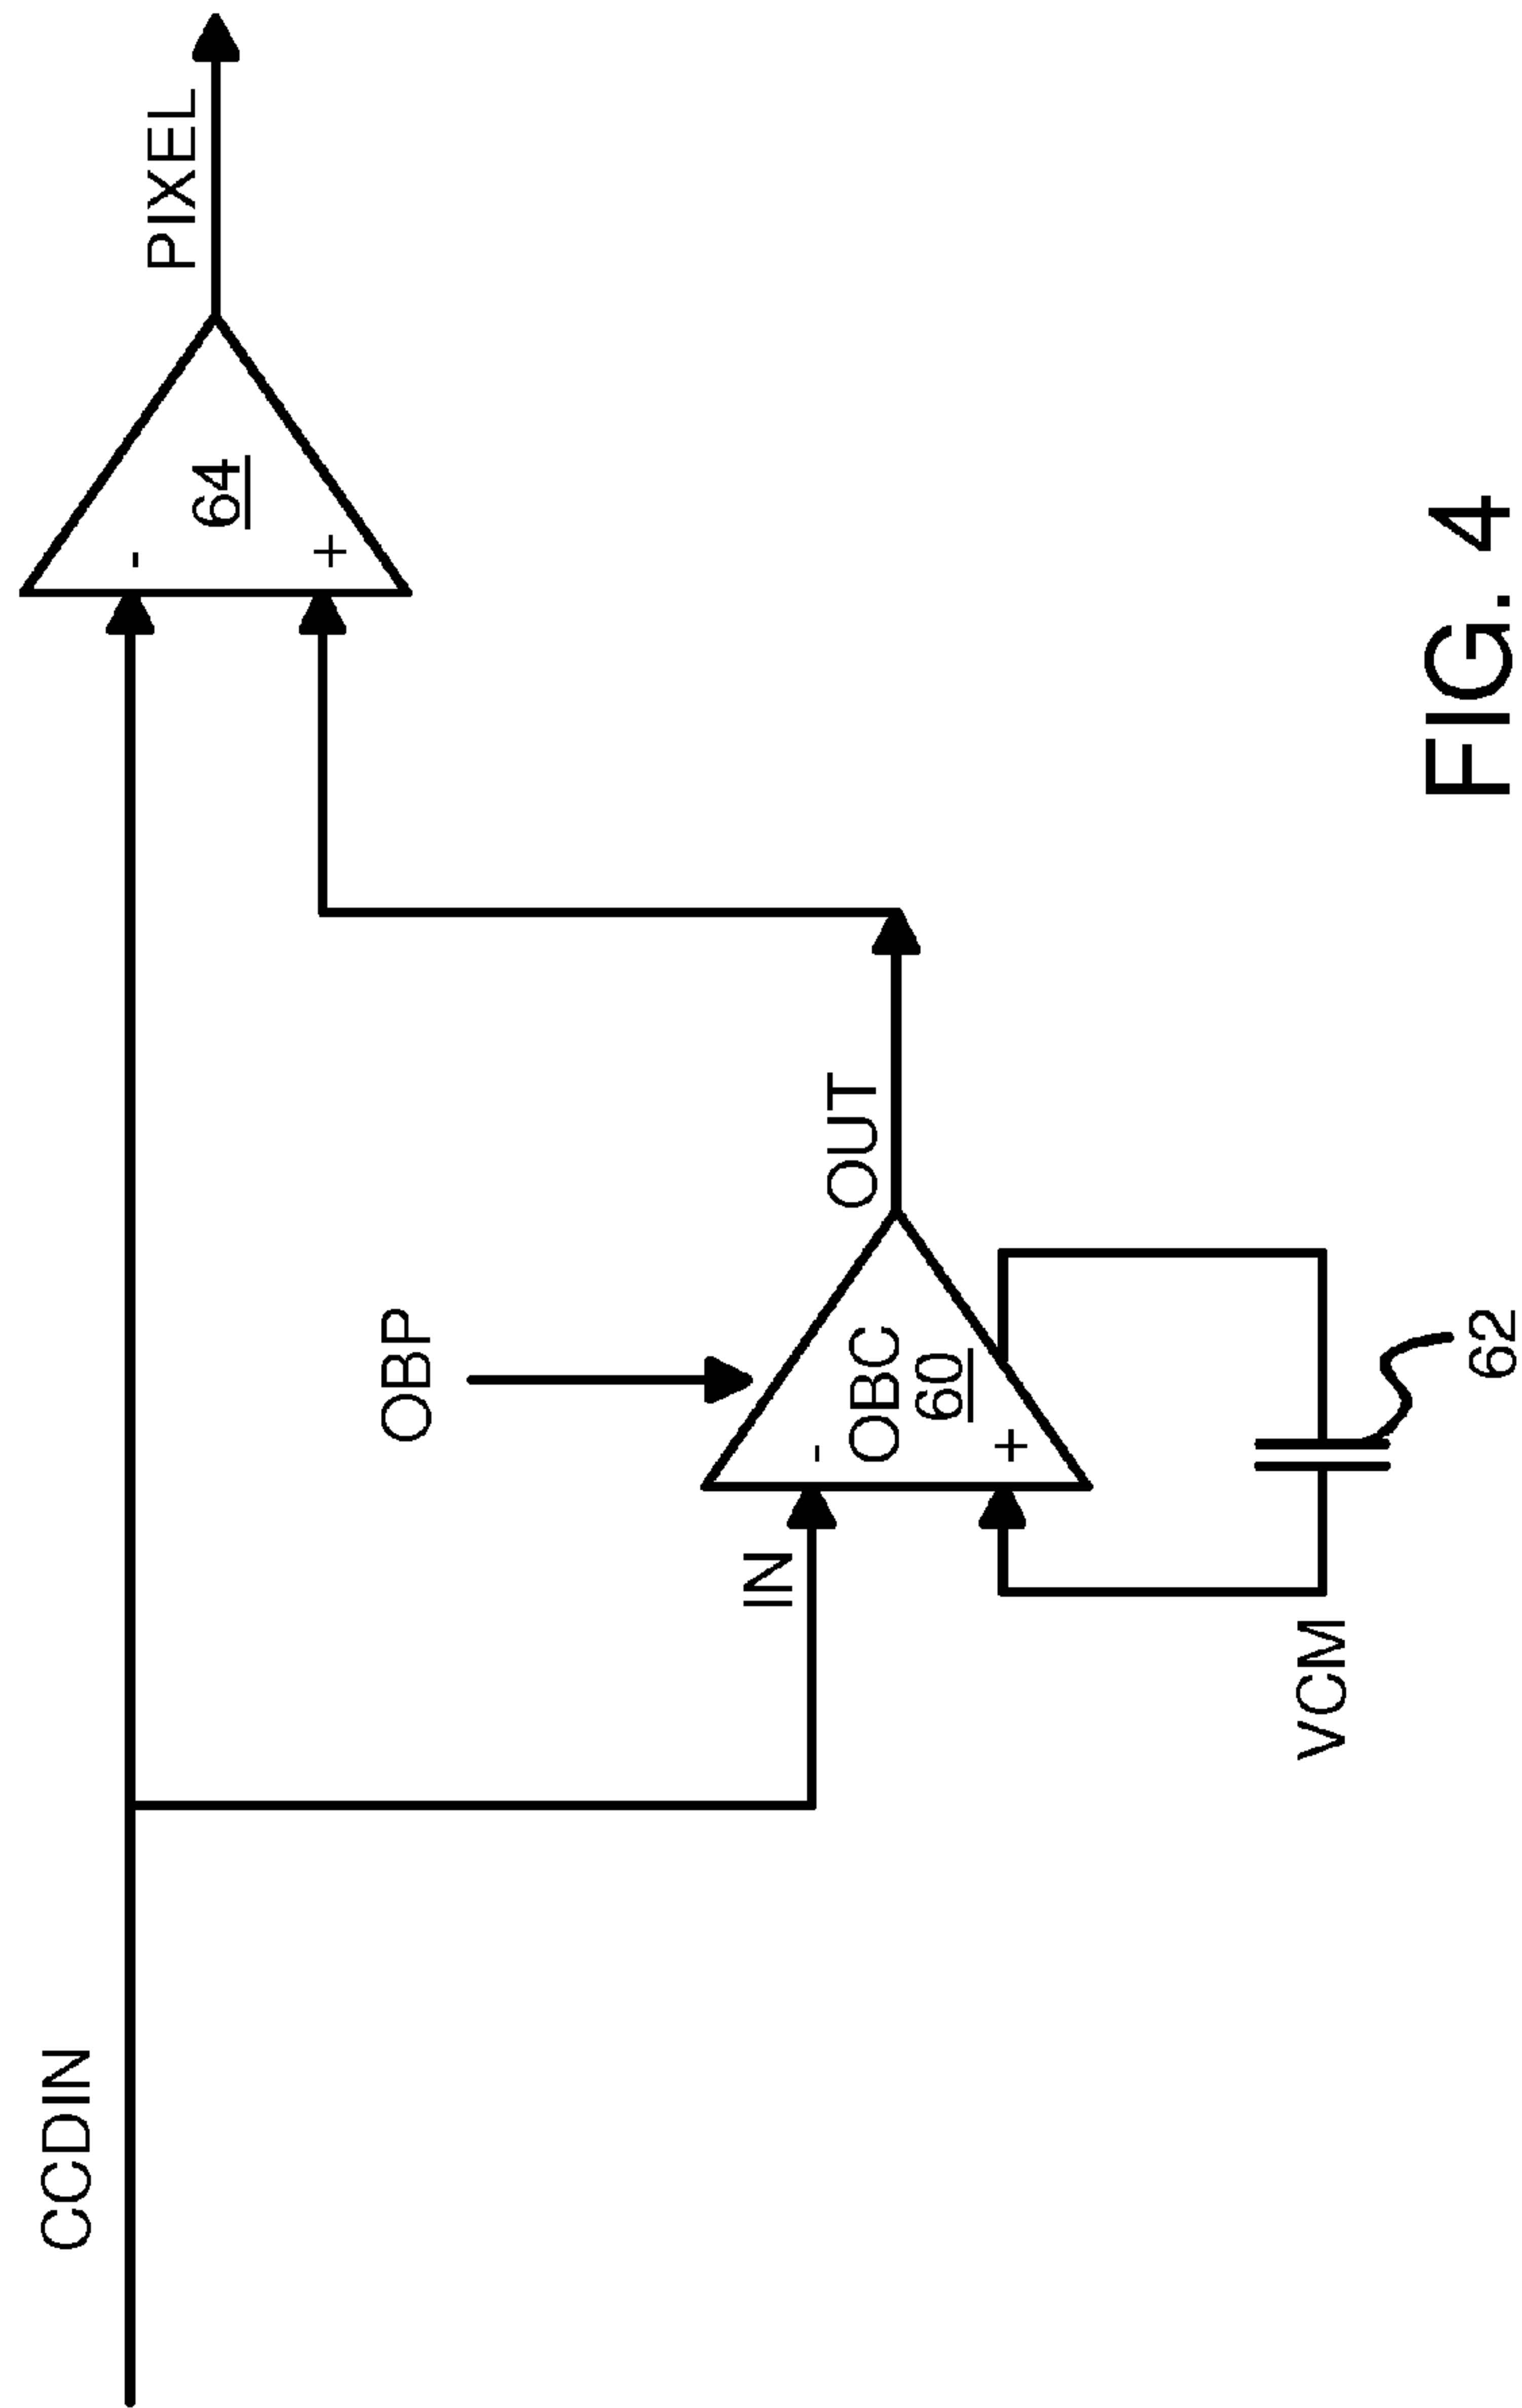 CCDIN
PIXEL
-
64
+
OBP
OUT
IN
-
OBC
60
+
VCM
62
FIG. 4